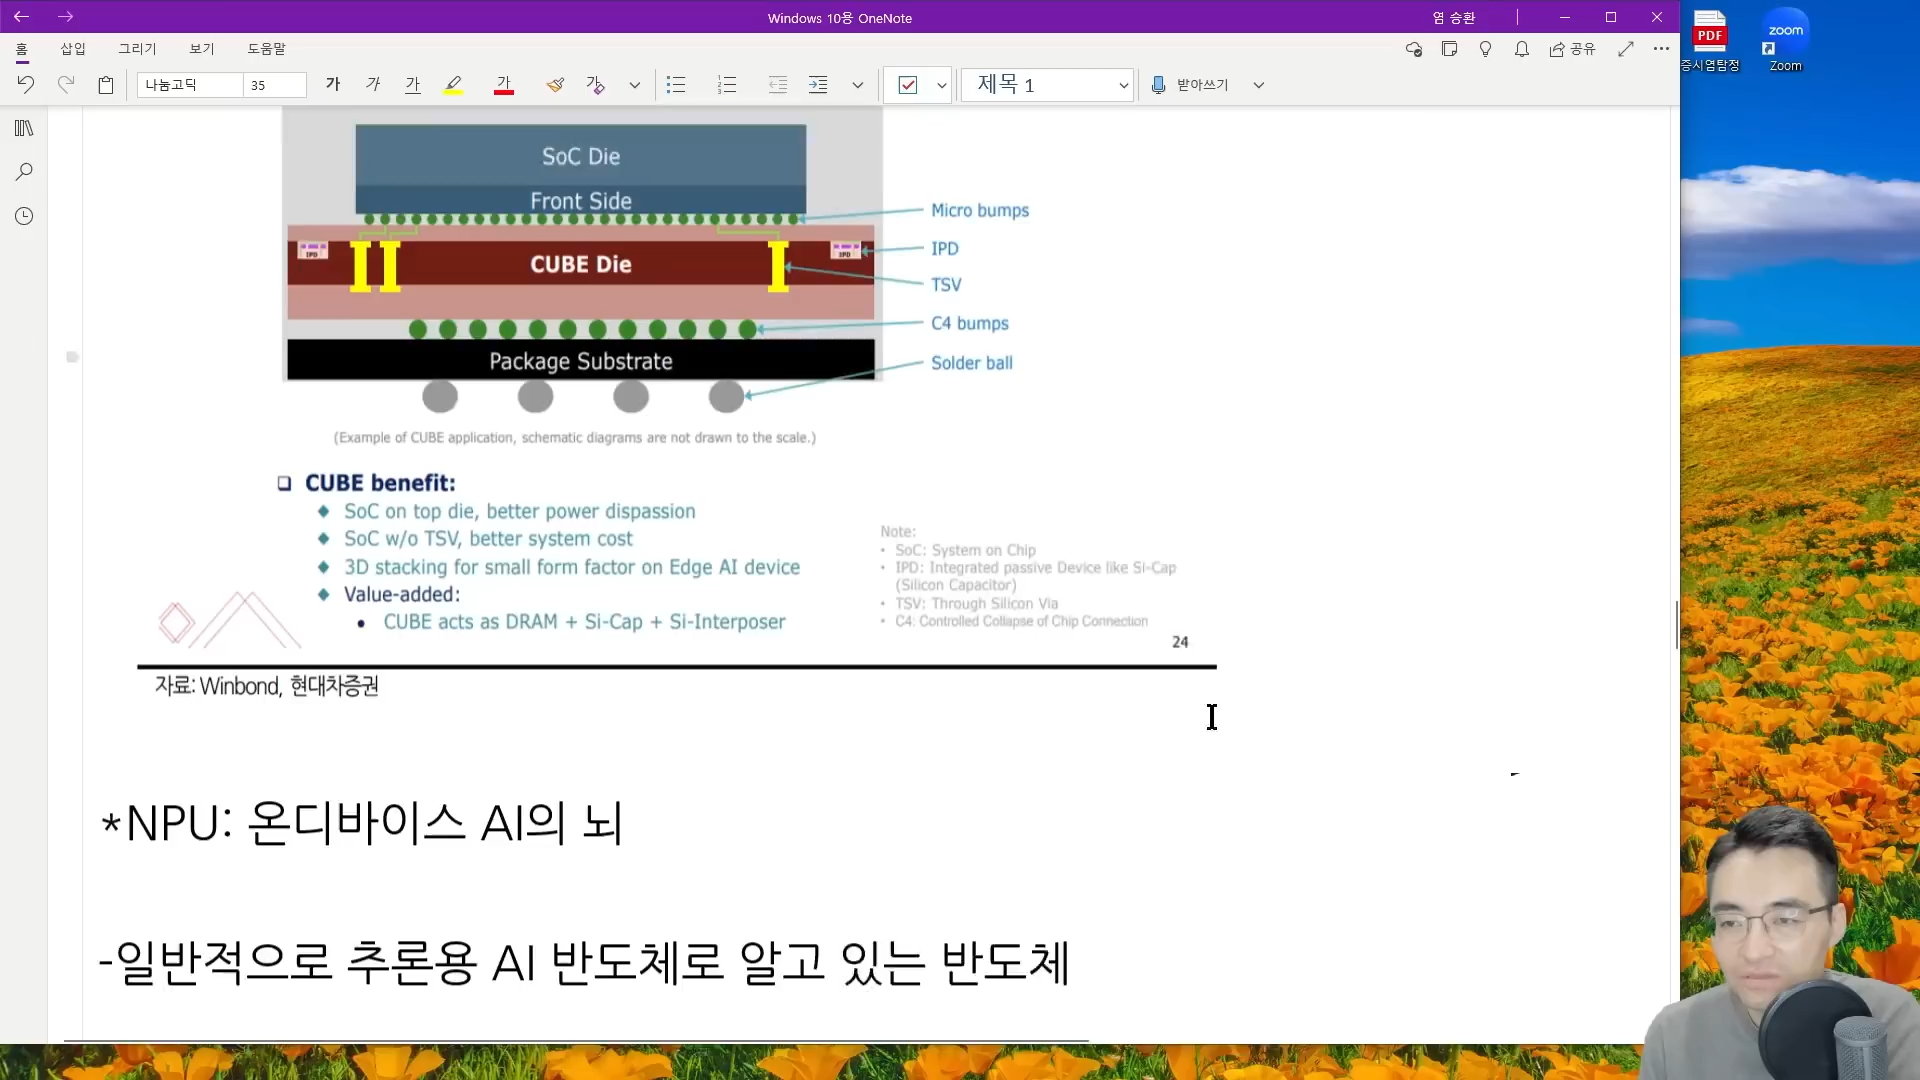 Windows 10용 OneNote
염 승환
홈 삽입 그리기 보기 도움말
공유
나눔고딕 35 가 가 가 가 가 제목 1 받아쓰기
PDF
증시염탐정
zoom
Zoom
SoC Die
Front Side
Micro bumps
IPD
IPD
IPD
CUBE Die
TSV
C4 bumps
Package Substrate
Solder ball
(Example of CUBE application, schematic diagrams are not drawn to the scale.)
CUBE benefit:
SoC on top die, better power dispassion
SoC w/o TSV, better system cost
3D stacking for small form factor on Edge AI device
Value-added:
CUBE acts as DRAM + Si-Cap + Si-Interposer
Note:
• SoC: System on Chip
• IPD: Integrated passive Device like Si-Cap
(Silicon Capacitor)
• TSV: Through Silicon Via
• C4: Controlled Collapse of Chip Connection
24
자료: Winbond, 현대차증권
*NPU: 온디바이스 AI의 뇌
-일반적으로 추론용 AI 반도체로 알고 있는 반도체